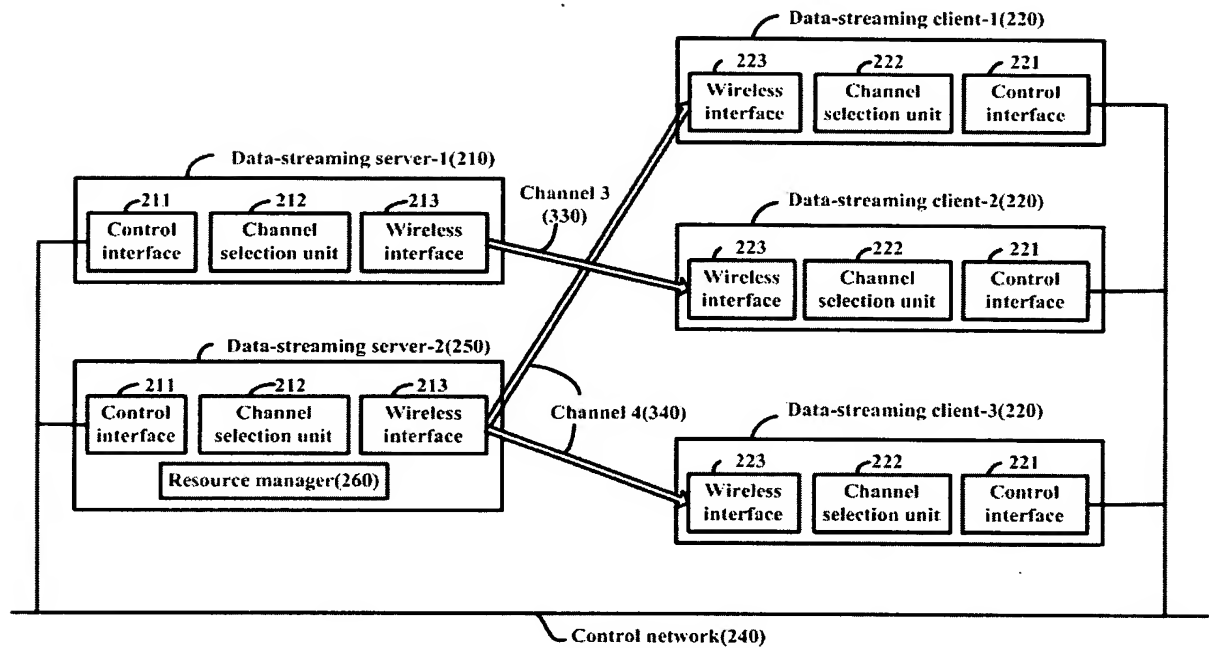 Data-streaming client-1(220)
223
222
221
Wireless
interface
Channel
selection unit
Control
interface
Data-streaming server-1(210)
211
212
213
Control
interface
Channel
selection unit
Wireless
interface
Channel 3
(330)
Data-streaming client-2(220)
223
222
221
Wireless
interface
Channel
selection unit
Control
interface
Data-streaming server-2(250)
211
212
213
Control
interface
Channel
selection unit
Wireless
interface
Resource manager(260)
Channel 4(340)
Data-streaming client-3(220)
223
222
221
Wireless
interface
Channel
selection unit
Control
interface
Control network(240)